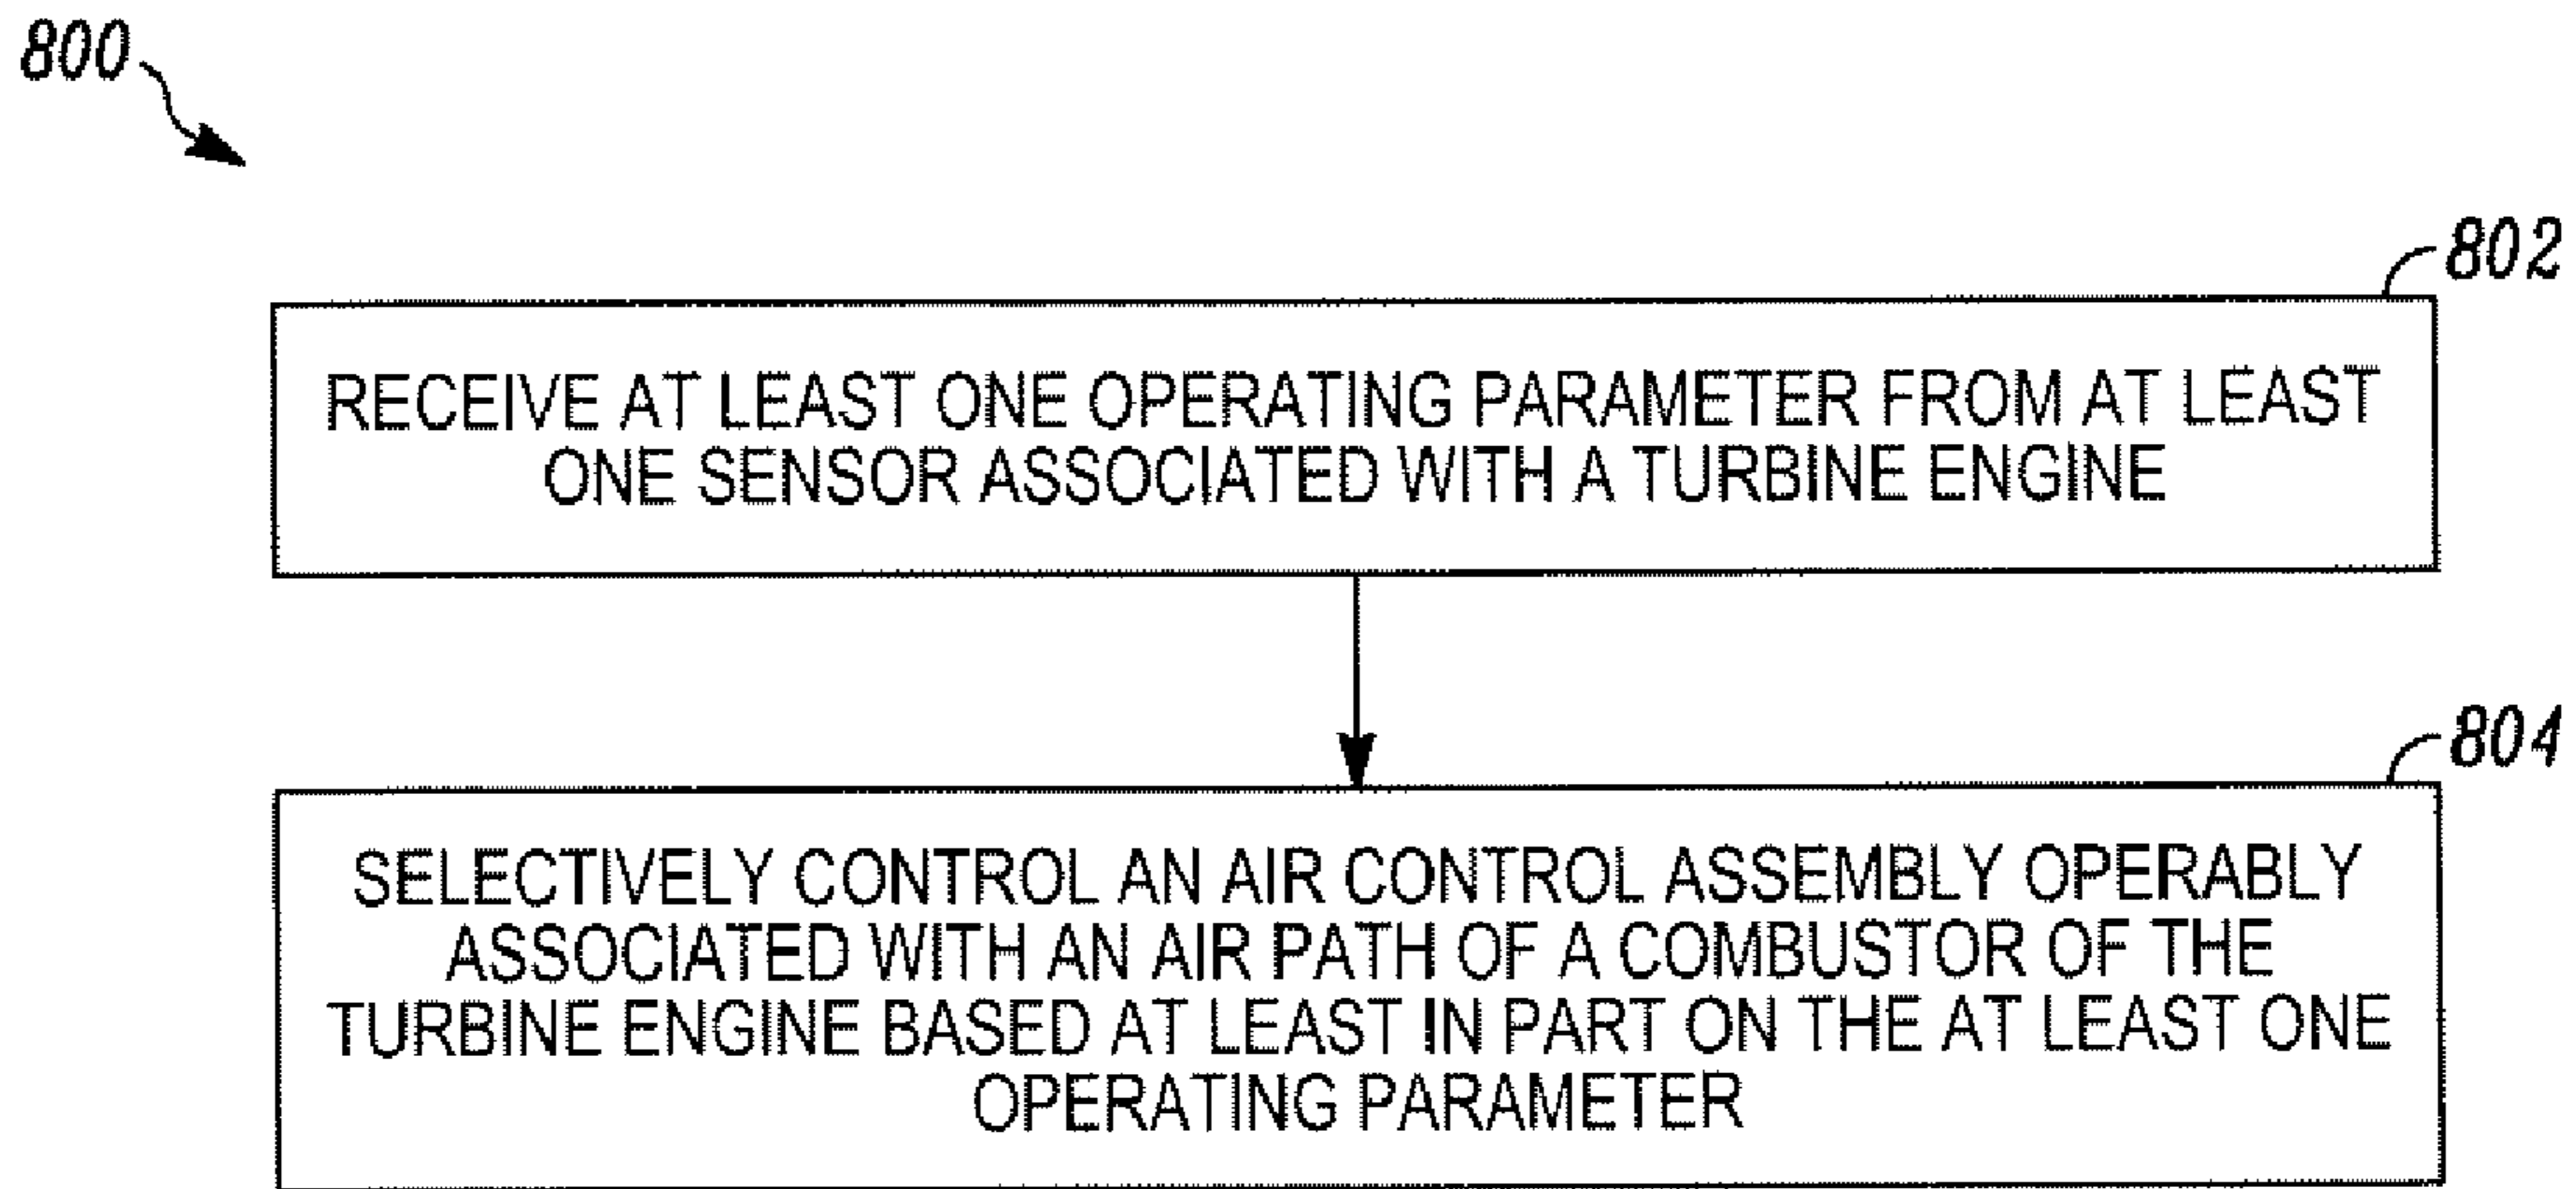 800
802
RECEIVE AT LEAST ONE OPERATING PARAMETER FROM AT LEAST
ONE SENSOR ASSOCIATED WITH A TURBINE ENGINE
804
SELECTIVELY CONTROL AN AIR CONTROL ASSEMBLY OPERABLY
ASSOCIATED WITH AN AIR PATH OF A COMBUSTOR OF THE
TURBINE ENGINE BASED AT LEAST IN PART ON THE AT LEAST ONE
OPERATING PARAMETER